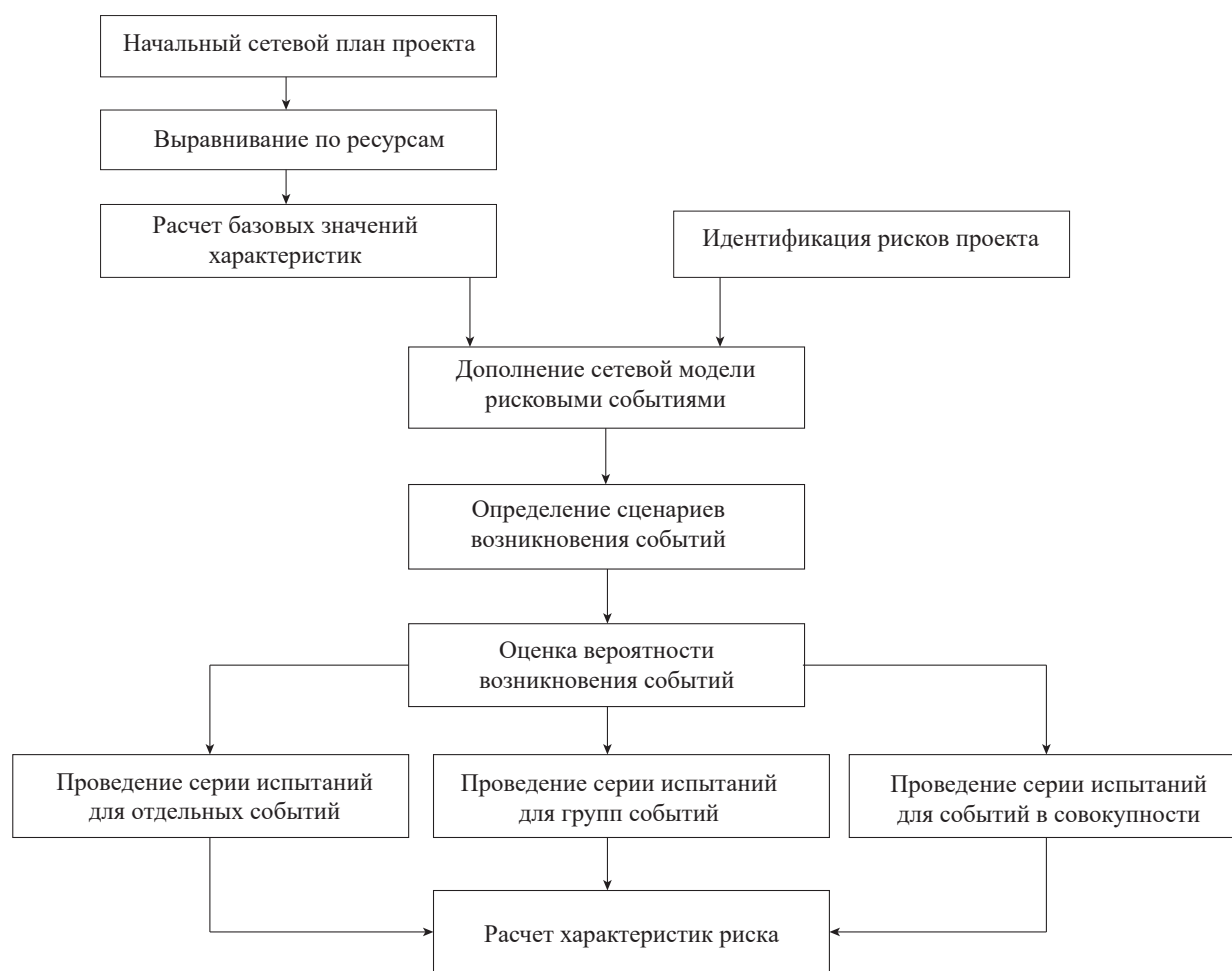 Начальный сетевой план проекта
Выравнивание по ресурсам
Расчет базовых значений
характеристик
Идентификация рисков проекта
Дополнение сетевой модели
рисковыми событиями
Определение сценариев
возникновения событий
Оценка вероятности
возникновения событий
Проведение серии испытаний
для отдельных событий
Проведение серии испытаний
для групп событий
Проведение серии испытаний
для событий в совокупности
Расчет характеристик риска